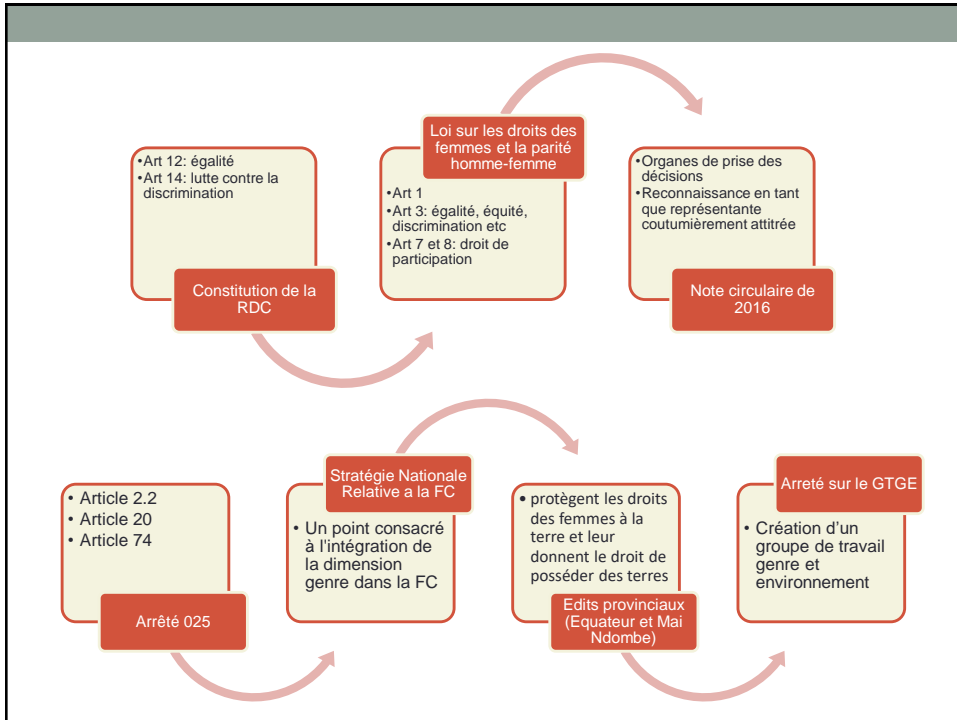 •Art 12: égalité
•Art 14: lutte contre la
discrimination
Constitution de la
RDC
Loi sur les droits des
femmes et la parité
homme-femme
•Art 1
•Art 3: égalité, équité,
discrimination etc
•Art 7 et 8: droit de
participation
•Organes de prise des
décisions
•Reconnaissance en tant
que représentante
coutumièrement attitrée
Note circulaire de
2016
• Article 2.2
• Article 20
• Article 74
Arrêté 025
Stratégie Nationale
Relative a la FC
• Un point consacré
à l'intégration de
la dimension
genre dans la FC
• protègent les droits
des femmes à la
terre et leur
donnent le droit de
posséder des terres
Edits provinciaux
(Equateur et Mai
Ndombe)
Arreté sur le GTGE
• Création d’un
groupe de travail
genre et
environnement